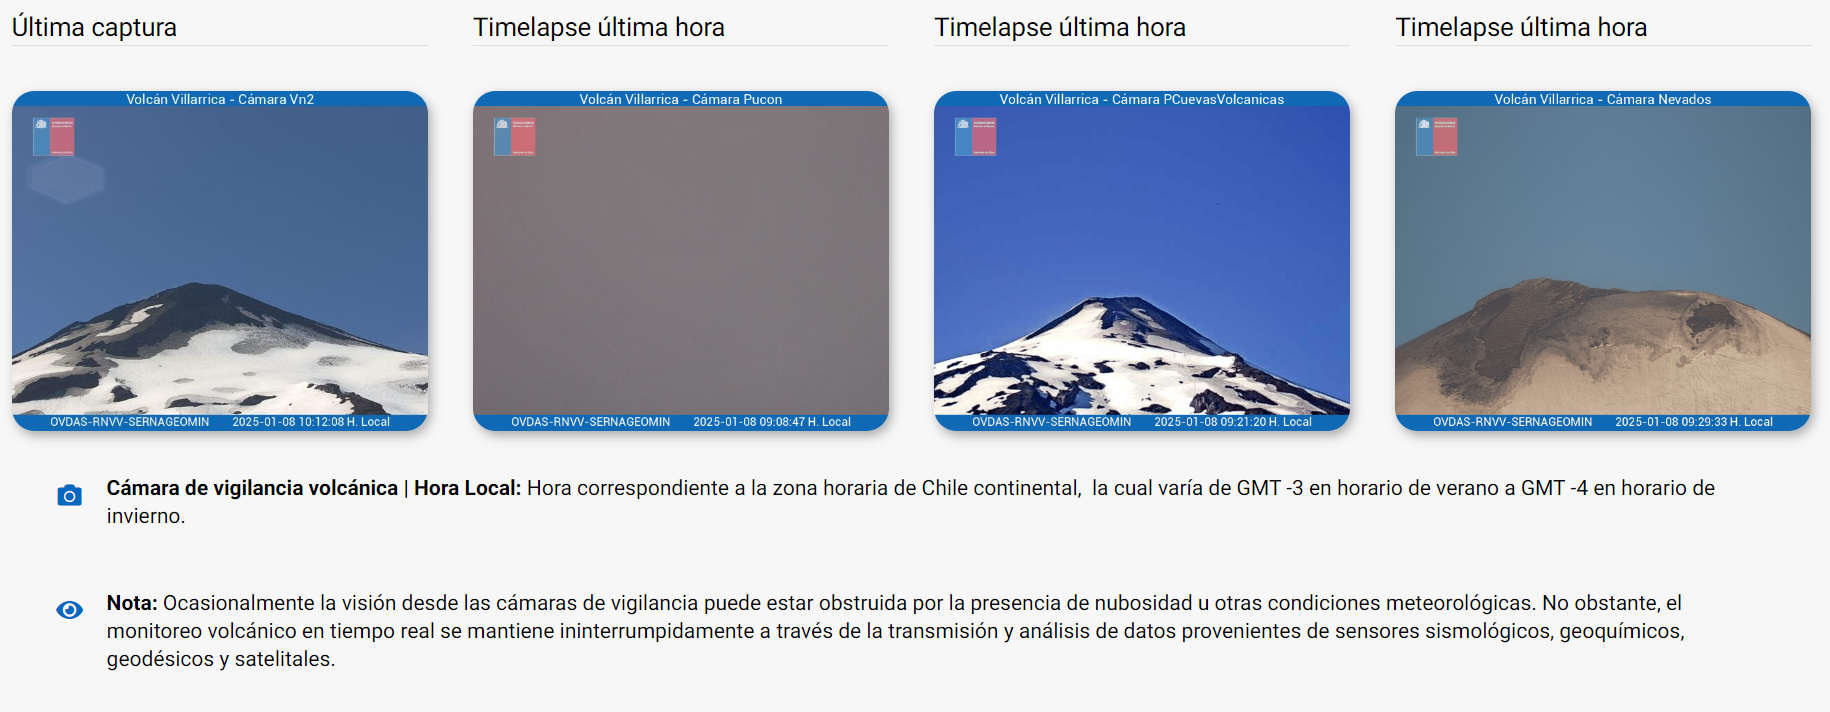 Última captura
Timelapse última hora
Timelapse última hora
Timelapse última hora
Volcán Villarrica - Cámara Vn2
Volcán Villarrica - Cámara Pucon
Volcán Villarrica - Cámara PCuevasVolcanicas
Volcán Villarrica - Cámara Nevados
OVDAS-RNVV-SERNAGEOMIN 2025-01-08 10:12:08 H. Local
OVDAS-RNVV-SERNAGEOMIN 2025-01-08 09:08:47 H. Local
OVDAS-RNVV-SERNAGEOMIN 2025-01-08 09:21:20 H. Local
OVDAS-RNVV-SERNAGEOMIN 2025-01-08 09:29:33 H. Local
Cámara de vigilancia volcánica | Hora Local: Hora correspondiente a la zona horaria de Chile continental, la cual varía de GMT -3 en horario de verano a GMT -4 en horario de
invierno.
Nota: Ocasionalmente la visión desde las cámaras de vigilancia puede estar obstruida por la presencia de nubosidad u otras condiciones meteorológicas. No obstante, el
monitoreo volcánico en tiempo real se mantiene ininterrumpidamente a través de la transmisión y análisis de datos provenientes de sensores sismológicos, geoquímicos,
geodésicos y satelitales.